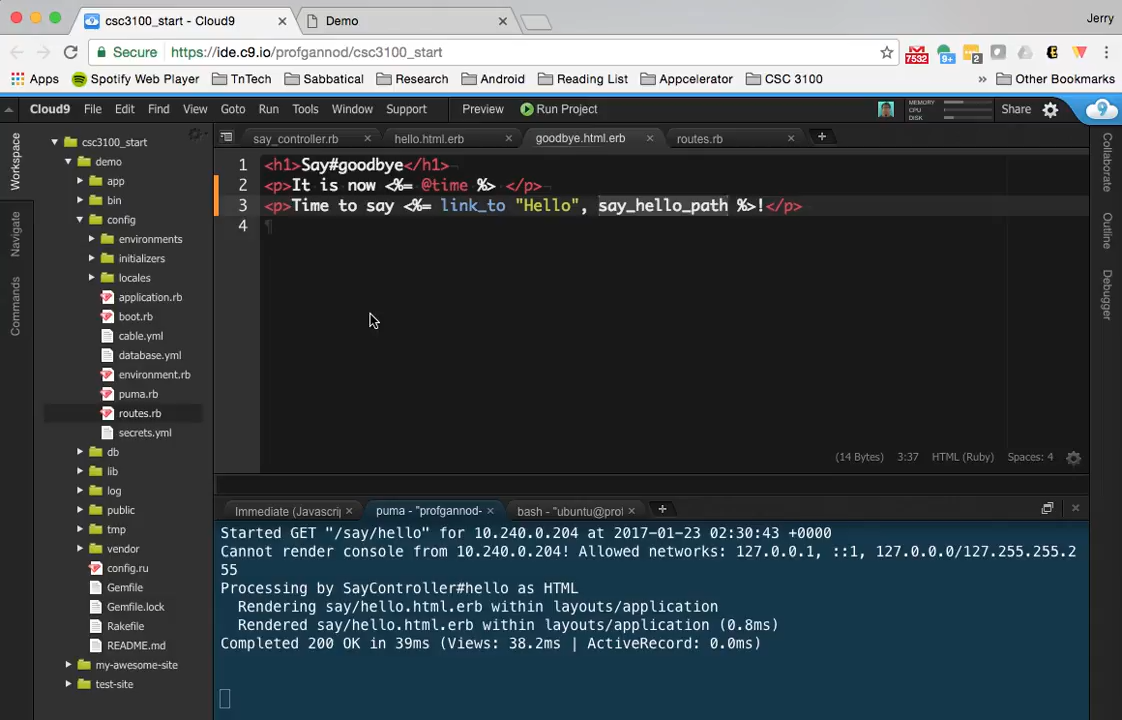 csc3100_start - Cloud9
Demo
Jerry
Secure https://ide.c9.io/profgannod/csc3100_start
7532
9+
2
Apps Spotify Web Player TnTech Sabbatical Research Android Reading List Appcelerator CSC 3100 » Other Bookmarks
Cloud9 File Edit Find View Goto Run Tools Window Support Preview Run Project
MEMORY
CPU
DISK
Share
Workspace
Navigate
Commands
csc3100_start
demo
app
bin
config
environments
initializers
locales
application.rb
boot.rb
cable.yml
database.yml
environment.rb
puma.rb
routes.rb
secrets.yml
db
lib
log
public
tmp
vendor
config.ru
Gemfile
Gemfile.lock
Rakefile
README.md
my-awesome-site
test-site
say_controller.rb hello.html.erb goodbye.html.erb routes.rb
1 <h1>Say#goodbye</h1>
2 <p>It is now <%= @time %> </p>
3 <p>Time to say <%= link_to "Hello", say_hello_path %>!</p>
4
(14 Bytes) 3:37 HTML (Ruby) Spaces: 4
Collaborate
Outline
Debugger
Immediate (Javascrip puma - "profgannod- bash - "ubuntu@prof
Started GET "/say/hello" for 10.240.0.204 at 2017-01-23 02:30:43 +0000
Cannot render console from 10.240.0.204! Allowed networks: 127.0.0.1, ::1, 127.0.0.0/127.255.255.2
55
Processing by SayController#hello as HTML
Rendering say/hello.html.erb within layouts/application
Rendered say/hello.html.erb within layouts/application (0.8ms)
Completed 200 OK in 39ms (Views: 38.2ms | ActiveRecord: 0.0ms)